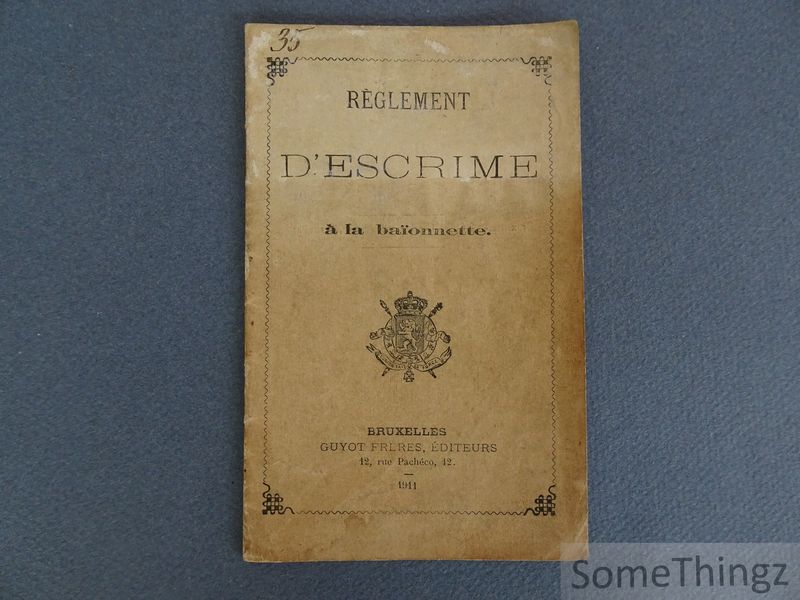 35
RÈGLEMENT
D'ESCRIME
à la baïonnette.
BRUXELLES
GUYOT FRÈRES, ÉDITEURS
12, rue Pachéco, 12.
1911
SomeThingz